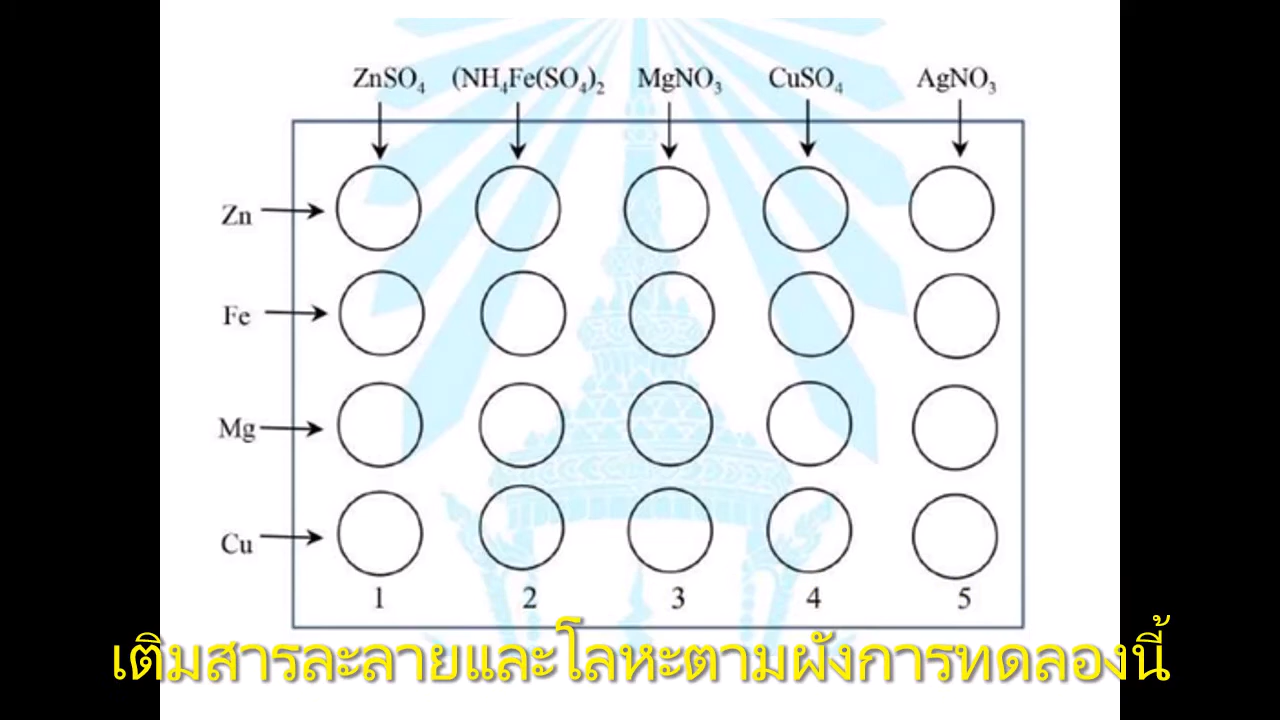 ZnSO₄ (NH₄Fe(SO₄)₂ MgNO₃ CuSO₄ AgNO₃
Zn
Fe
Mg
Cu
1 2 3 4 5
เติมสารละลายและโลหะตามผังการทดลองนี้